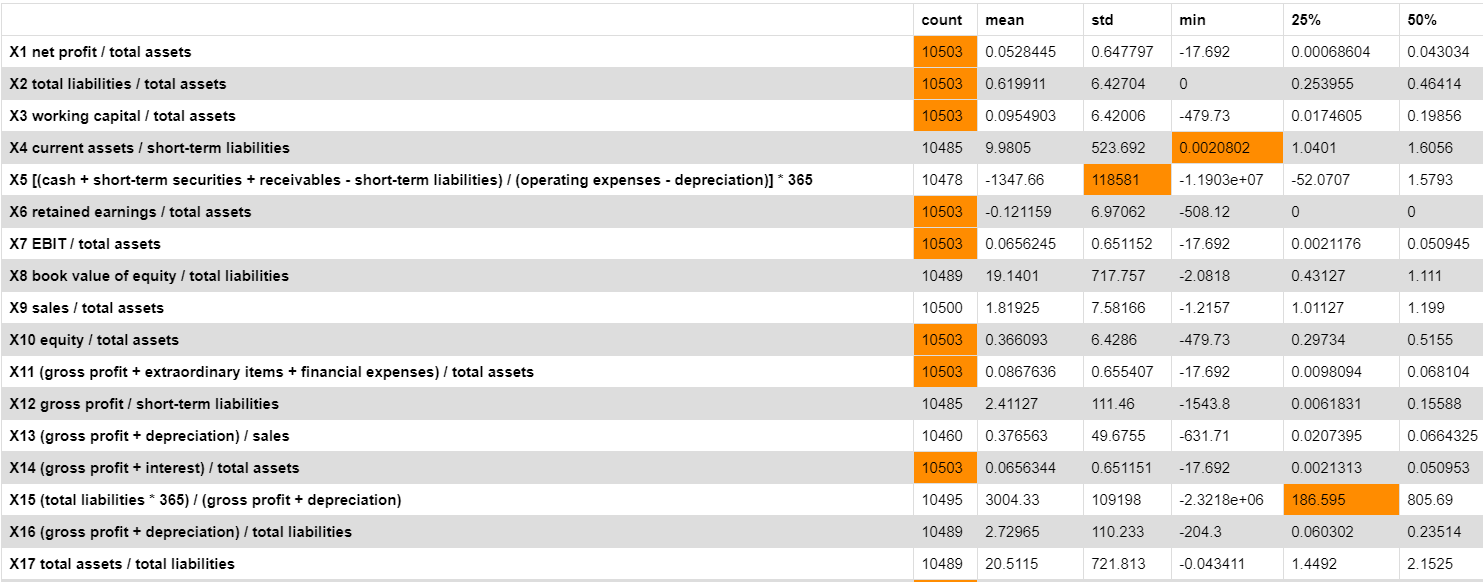 count mean std min 25% 50%
X1 net profit / total assets 10503 0.0528445 0.647797 -17.692 0.00068604 0.043034
X2 total liabilities / total assets 10503 0.619911 6.42704 0 0.253955 0.46414
X3 working capital / total assets 10503 0.0954903 6.42006 -479.73 0.0174605 0.19856
X4 current assets / short-term liabilities 10485 9.9805 523.692 0.0020802 1.0401 1.6056
X5 [(cash + short-term securities + receivables - short-term liabilities) / (operating expenses - depreciation)] * 365 10478 -1347.66 118581 -1.1903e+07 -52.0707 1.5793
X6 retained earnings / total assets 10503 -0.121159 6.97062 -508.12 0 0
X7 EBIT / total assets 10503 0.0656245 0.651152 -17.692 0.0021176 0.050945
X8 book value of equity / total liabilities 10489 19.1401 717.757 -2.0818 0.43127 1.111
X9 sales / total assets 10500 1.81925 7.58166 -1.2157 1.01127 1.199
X10 equity / total assets 10503 0.366093 6.4286 -479.73 0.29734 0.5155
X11 (gross profit + extraordinary items + financial expenses) / total assets 10503 0.0867636 0.655407 -17.692 0.0098094 0.068104
X12 gross profit / short-term liabilities 10485 2.41127 111.46 -1543.8 0.0061831 0.15588
X13 (gross profit + depreciation) / sales 10460 0.376563 49.6755 -631.71 0.0207395 0.0664325
X14 (gross profit + interest) / total assets 10503 0.0656344 0.651151 -17.692 0.0021313 0.050953
X15 (total liabilities * 365) / (gross profit + depreciation) 10495 3004.33 109198 -2.3218e+06 186.595 805.69
X16 (gross profit + depreciation) / total liabilities 10489 2.72965 110.233 -204.3 0.060302 0.23514
X17 total assets / total liabilities 10489 20.5115 721.813 -0.043411 1.4492 2.1525